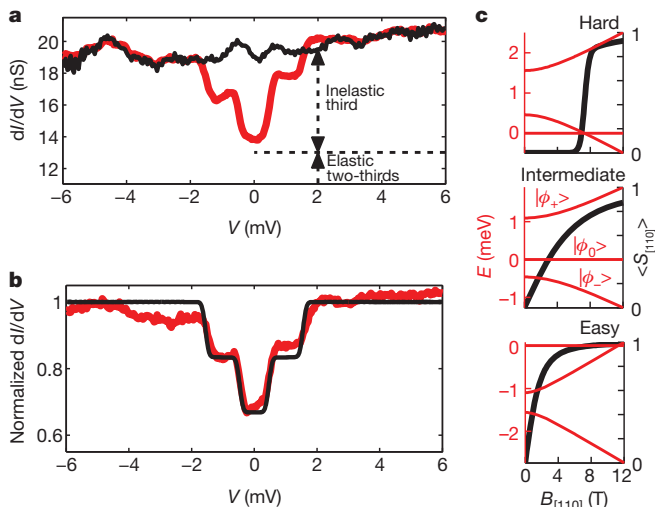 a
dI/dV (nS)
20
18
16
14
12
Inelastic
third
Elastic
two-thirds
−6 −4 −2 0 2 4 6
V (mV)
b
Normalized dI/dV
1
0.8
0.6
−6 −4 −2 0 2 4 6
V (mV)
c
Hard
2
1
0
1
0
Intermediate
|ϕ+>
|ϕ0>
|ϕ−>
1
0
−1
1
0
E (meV)
<S[110]>
Easy
0
−1
−2
1
0
0 4 8 12
B[110] (T)